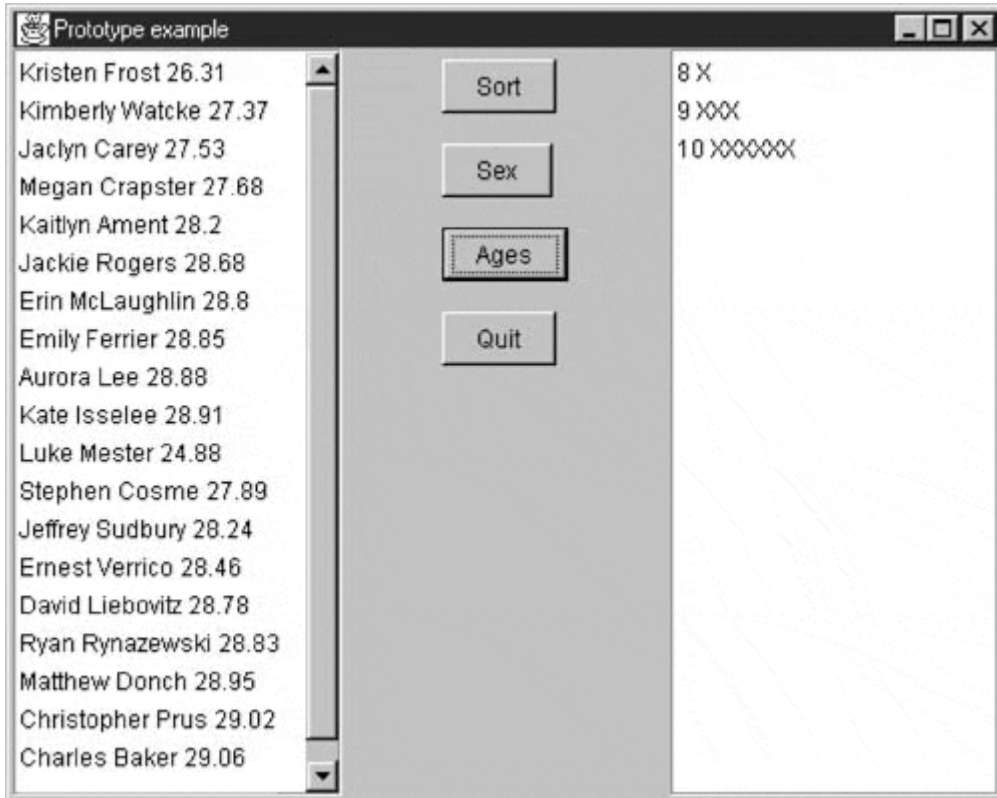 Prototype example
Kristen Frost 26.31
Kimberly Watcke 27.37
Jaclyn Carey 27.53
Megan Crapster 27.68
Kaitlyn Ament 28.2
Jackie Rogers 28.68
Erin McLaughlin 28.8
Emily Ferrier 28.85
Aurora Lee 28.88
Kate Isselee 28.91
Luke Mester 24.88
Stephen Cosme 27.89
Jeffrey Sudbury 28.24
Ernest Verrico 28.46
David Liebovitz 28.78
Ryan Rynazewski 28.83
Matthew Donch 28.95
Christopher Prus 29.02
Charles Baker 29.06
Sort
Sex
Ages
Quit
8 X
9 XXX
10 XXXXXX